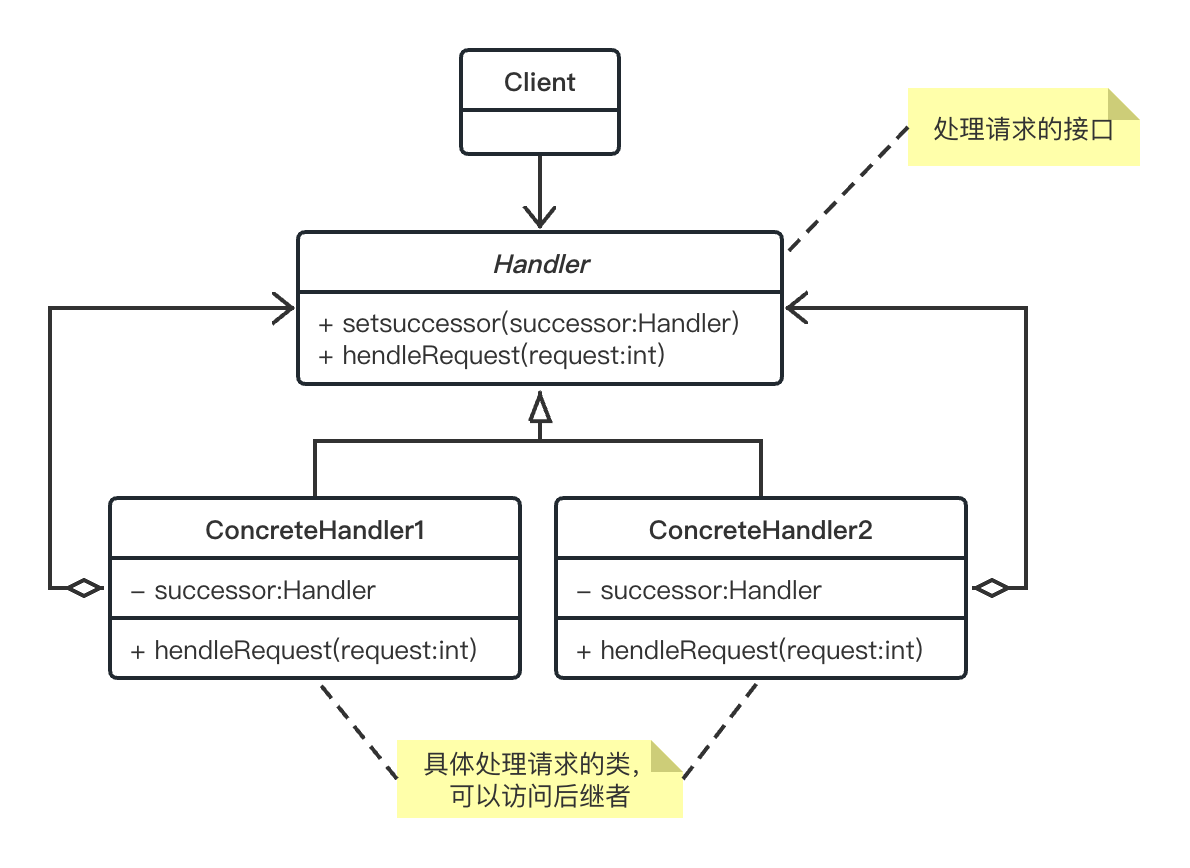 Client
处理请求的接口
Handler
+ setsuccessor(successor:Handler)
+ hendleRequest(request:int)
ConcreteHandler1
− successor:Handler
+ hendleRequest(request:int)
ConcreteHandler2
− successor:Handler
+ hendleRequest(request:int)
具体处理请求的类，
可以访问后继者